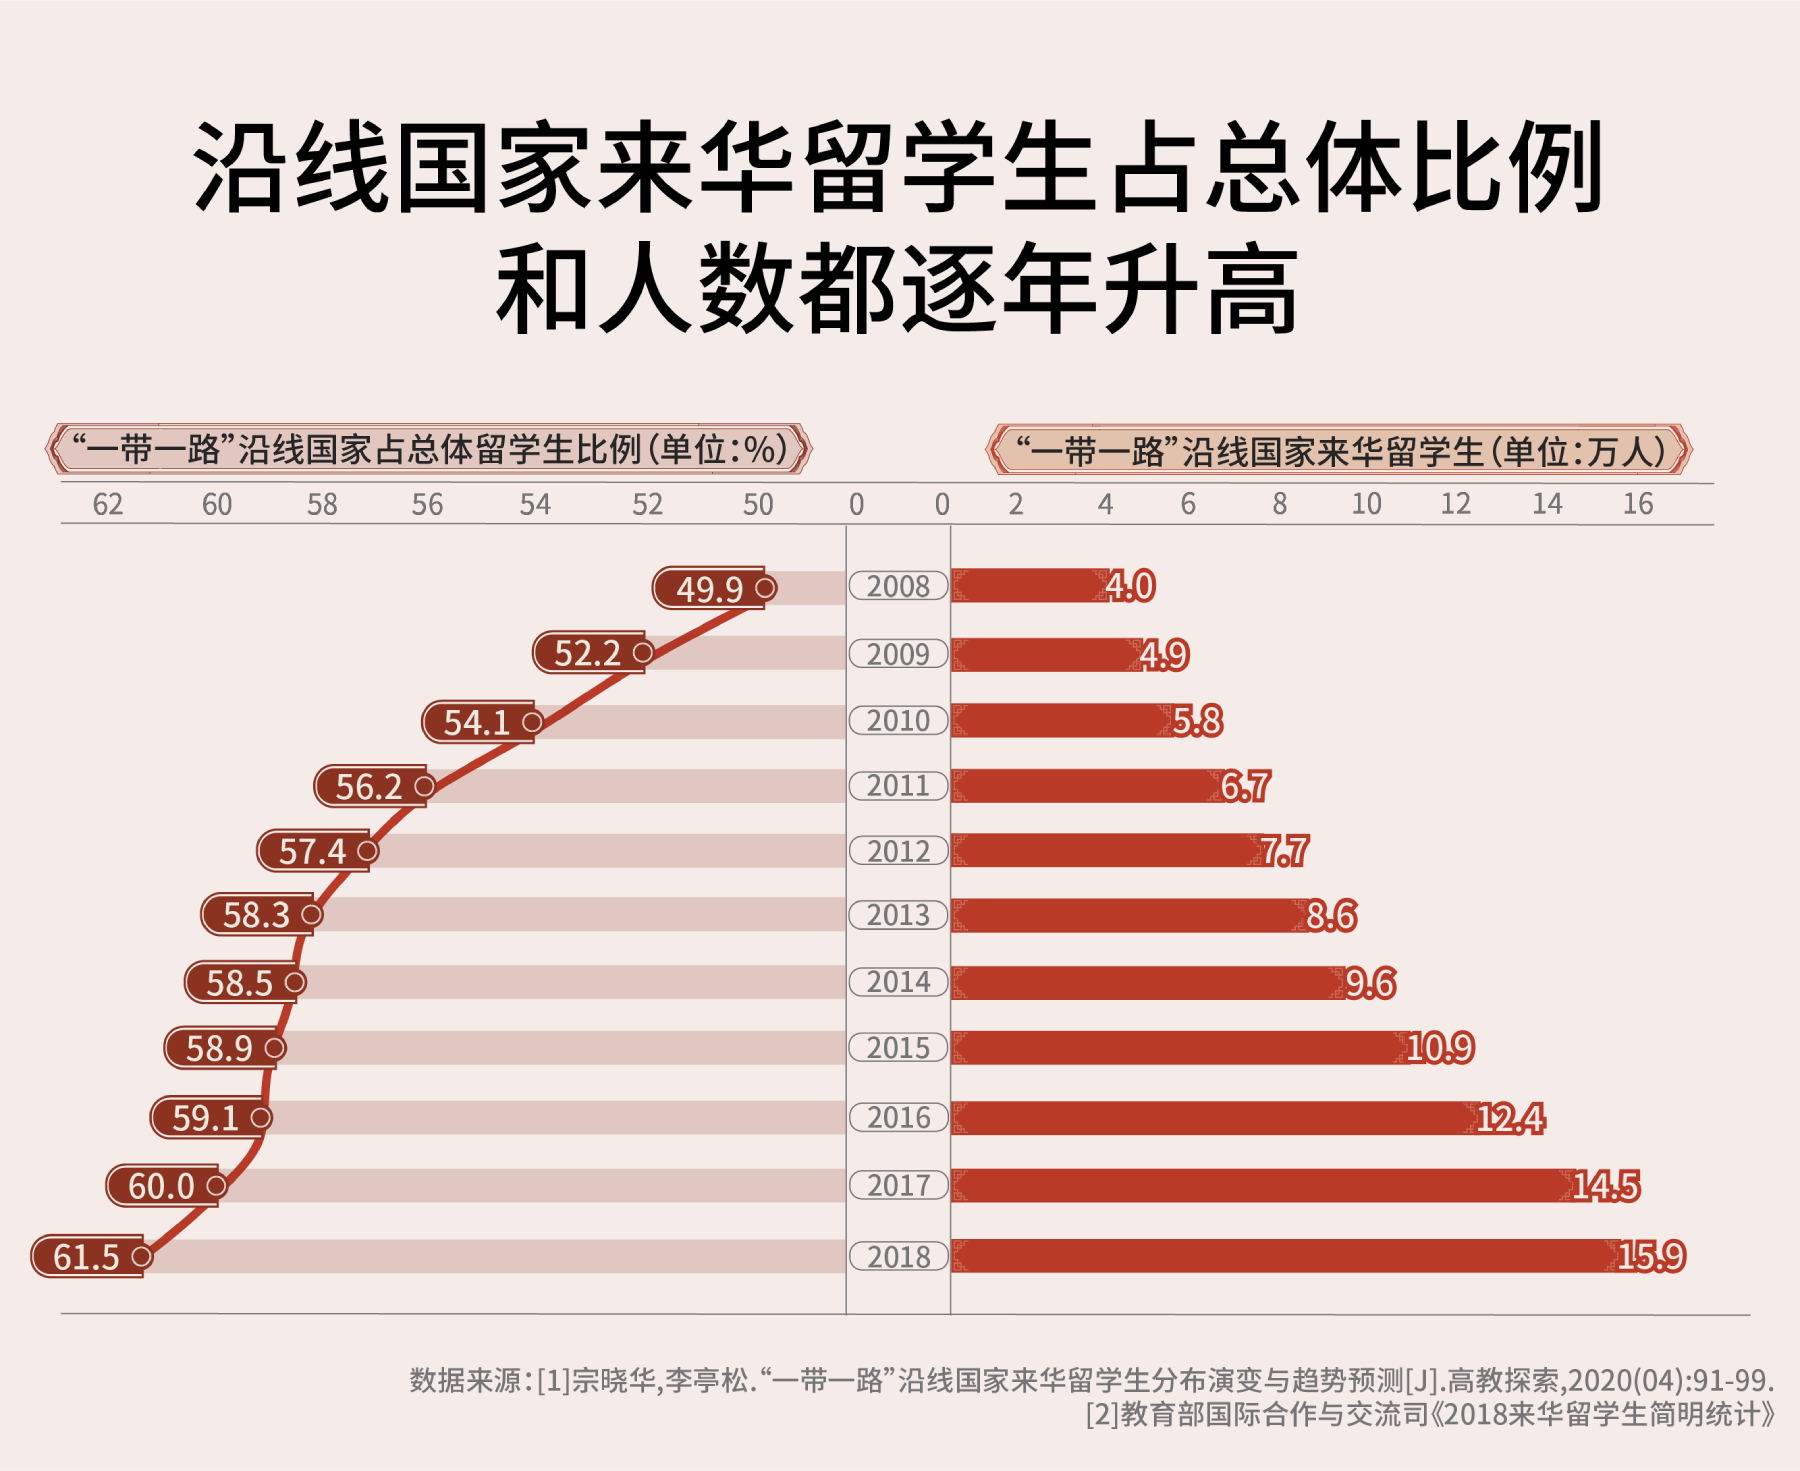 沿线国家来华留学生占总体比例
和人数都逐年升高
“一带一路”沿线国家占总体留学生比例(单位:%)
“一带一路”沿线国家来华留学生(单位:万人)
62 60 58 56 54 52 50 0 0 2 4 6 8 10 12 14 16
49.9 2008 4.0
52.2 2009 4.9
54.1 2010 5.8
56.2 2011 6.7
57.4 2012 7.7
58.3 2013 8.6
58.5 2014 9.6
58.9 2015 10.9
59.1 2016 12.4
60.0 2017 14.5
61.5 2018 15.9
数据来源:[1]宗晓华,李亭松.“一带一路”沿线国家来华留学生分布演变与趋势预测[J].高教探索,2020(04):91-99.
[2]教育部国际合作与交流司《2018来华留学生简明统计》